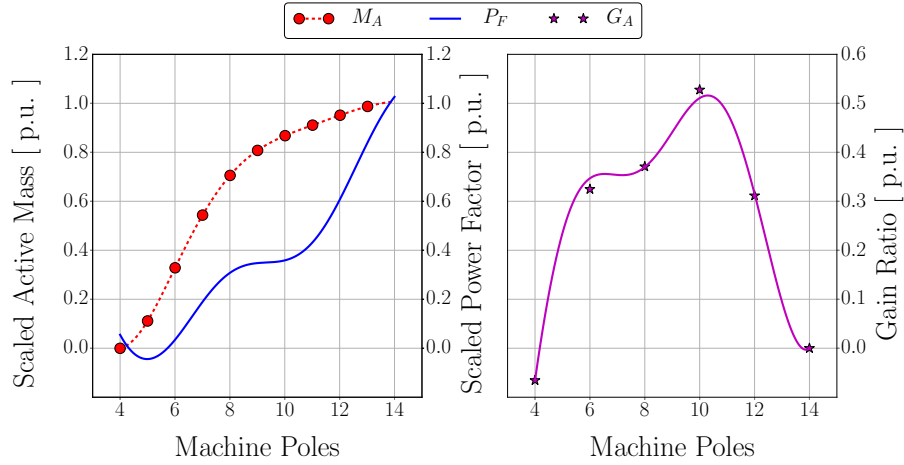 M_A P_F G_A
Scaled Active Mass [ p.u. ]
1.2
1.0
0.8
0.6
0.4
0.2
0.0
4 6 8 10 12 14
Machine Poles
1.2
1.0
0.8
0.6
0.4
0.2
0.0
Scaled Power Factor [ p.u. ]
4 6 8 10 12 14
Machine Poles
0.6
0.5
0.4
0.3
0.2
0.1
0.0
Gain Ratio [ p.u. ]